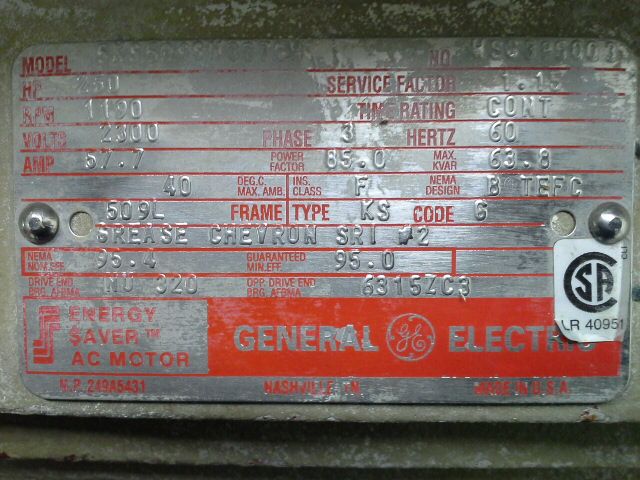 MODEL NO.
HP 250 SERVICE FACTOR 1.15
RPM 1190 TIME RATING CONT
VOLTS 2300 PHASE 3 HERTZ 60
AMP 57.7 POWER FACTOR 85.0 MAX. KVAR 63.8
40 DEG.C. MAX. AMB. INS. CLASS F NEMA DESIGN B TEFC
509L FRAME TYPE KS CODE G
GREASE CHEVRON SRI #2
NEMA NOM.EFF. 95.4 GUARANTEED MIN.EFF. 95.0
DRIVE END BRG. AFBMA NU 320 OPP. DRIVE END BRG. AFBMA 6315ZC3
ENERGY SAVER™ AC MOTOR
GENERAL GE ELECTRIC
N.P. 249A5431 NASHVILLE, TN MADE IN U.S.A.
CSA
LR 40951